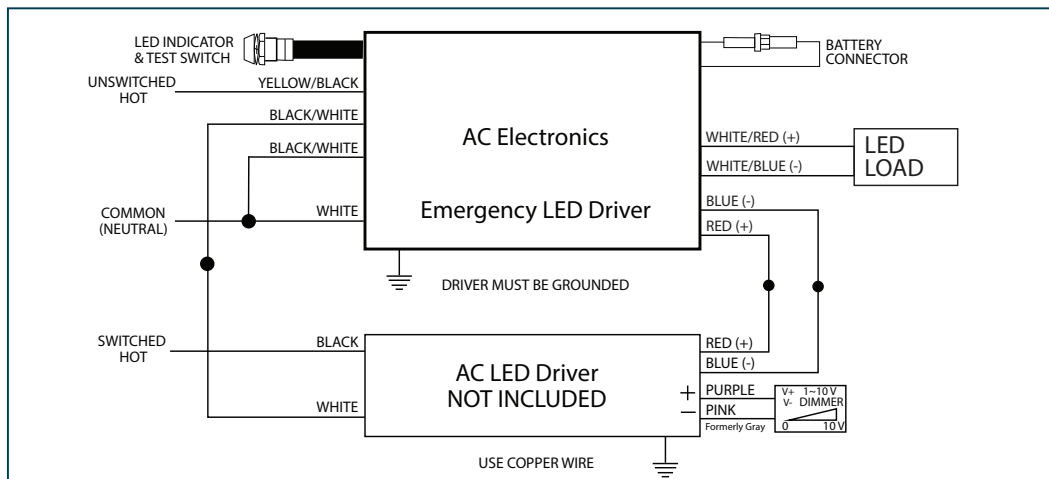 LED INDICATOR
& TEST SWITCH
BATTERY
CONNECTOR
UNSWITCHED
HOT
YELLOW/BLACK
BLACK/WHITE
BLACK/WHITE
AC Electronics
WHITE/RED (+)
WHITE/BLUE (-)
LED
LOAD
COMMON
(NEUTRAL)
WHITE
Emergency LED Driver
BLUE (-)
RED (+)
DRIVER MUST BE GROUNDED
SWITCHED
HOT
BLACK
AC LED Driver
NOT INCLUDED
RED (+)
BLUE (-)
+ PURPLE
− PINK
Formerly Gray
V+ 1~10 V
V- DIMMER
0 10 V
WHITE
USE COPPER WIRE